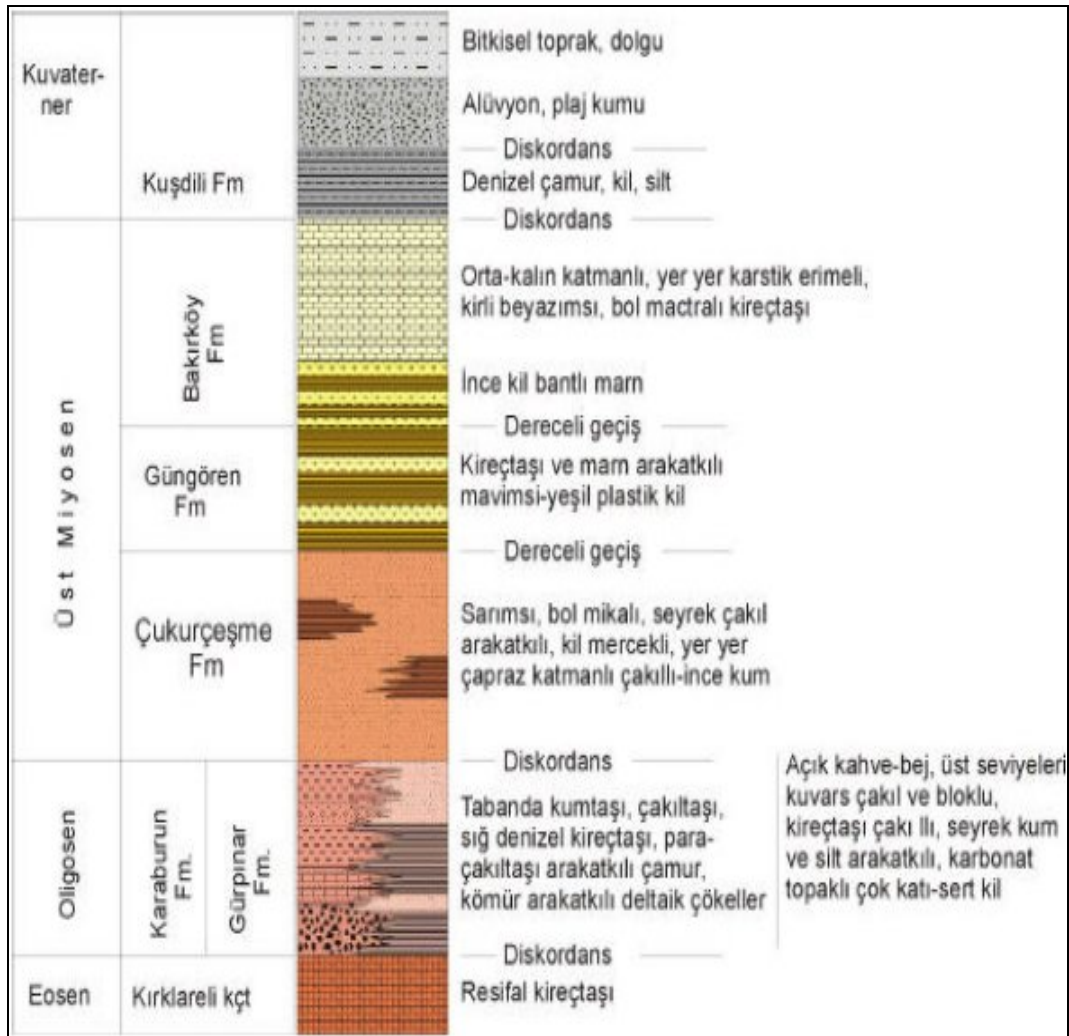 Kuvater-
ner
Bitkisel toprak, dolgu
Alüvyon, plaj kumu
Diskordans
Kuşdili Fm
Denizel çamur, kil, silt
Diskordans
Üst Miyosen
Bakırköy
Fm
Orta-kalın katmanlı, yer yer karstik erimeli,
kirli beyazımsı, bol mactralı kireçtaşı
İnce kil bantlı marn
Dereceli geçiş
Güngören
Fm
Kireçtaşı ve marn arakatkılı
mavimsi-yeşil plastik kil
Dereceli geçiş
Çukurçeşme
Fm
Sarımsı, bol mikalı, seyrek çakıl
arakatkılı, kil mercekli, yer yer
çapraz katmanlı çakıllı-ince kum
Diskordans
Oligosen
Karaburun
Fm.
Gürpınar
Fm.
Tabanda kumtaşı, çakıltaşı,
sığ denizel kireçtaşı, para-
çakıltaşı arakatkılı çamur,
kömür arakatkılı deltaik çökeller
Açık kahve-bej, üst seviyeleri
kuvars çakıl ve bloklu,
kireçtaşı çakı llı, seyrek kum
ve silt arakatkılı, karbonat
topaklı çok katı-sert kil
Diskordans
Eosen
Kırklareli kçt
Resifal kireçtaşı